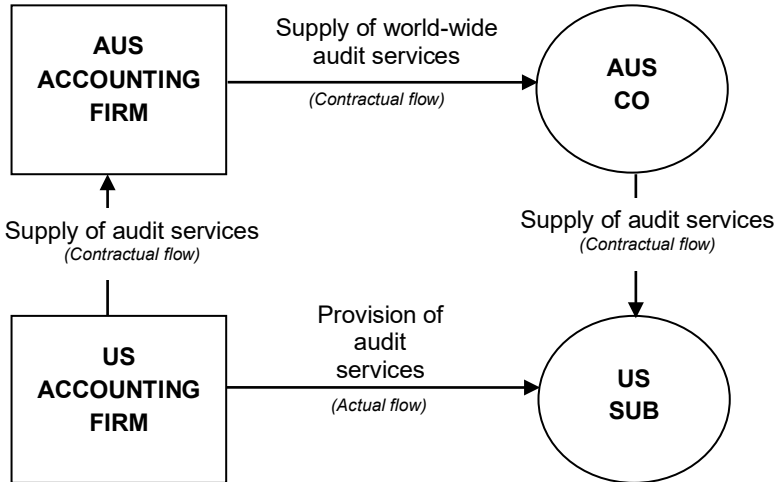 AUS
ACCOUNTING
FIRM
Supply of world-wide
audit services
(Contractual flow)
AUS
CO
Supply of audit services
(Contractual flow)
Supply of audit services
(Contractual flow)
US
ACCOUNTING
FIRM
Provision of
audit
services
(Actual flow)
US
SUB